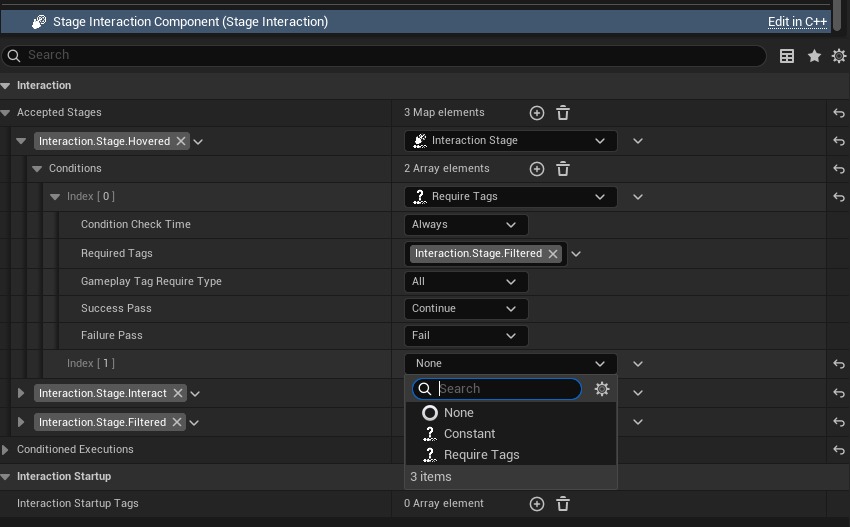 Stage Interaction Component (Stage Interaction) Edit in C++
Search
Interaction
Accepted Stages 3 Map elements
Interaction.Stage.Hovered Interaction Stage
Conditions 2 Array elements
Index [ 0 ] Require Tags
Condition Check Time Always
Required Tags Interaction.Stage.Filtered
Gameplay Tag Require Type All
Success Pass Continue
Failure Pass Fail
Index [ 1 ] None
Search
Interaction.Stage.Interact
None
Constant
Interaction.Stage.Filtered
Conditioned Executions
Require Tags
Interaction Startup
3 items
Interaction Startup Tags 0 Array element